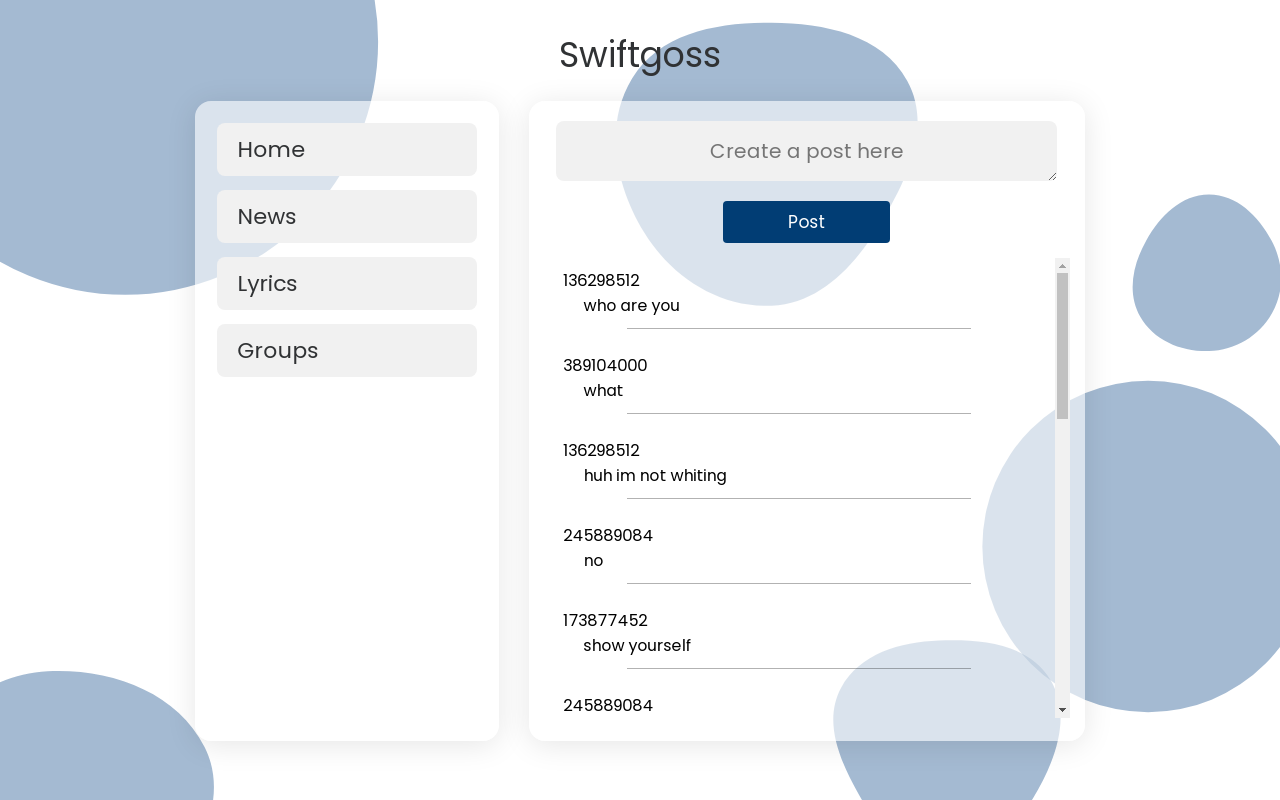 Swiftgoss
Home
News
Lyrics
Groups
Create a post here
Post
136298512
who are you
389104000
what
136298512
huh im not whiting
245889084
no
173877452
show yourself
245889084